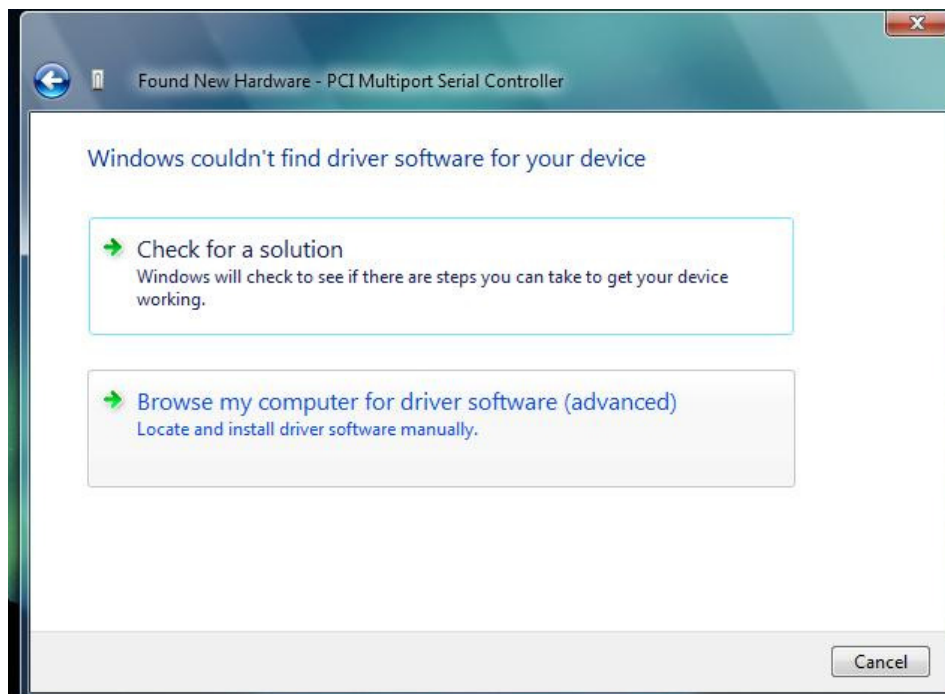 Found New Hardware - PCI Multiport Serial Controller
Windows couldn't find driver software for your device
Check for a solution
Windows will check to see if there are steps you can take to get your device
working.
Browse my computer for driver software (advanced)
Locate and install driver software manually.
Cancel